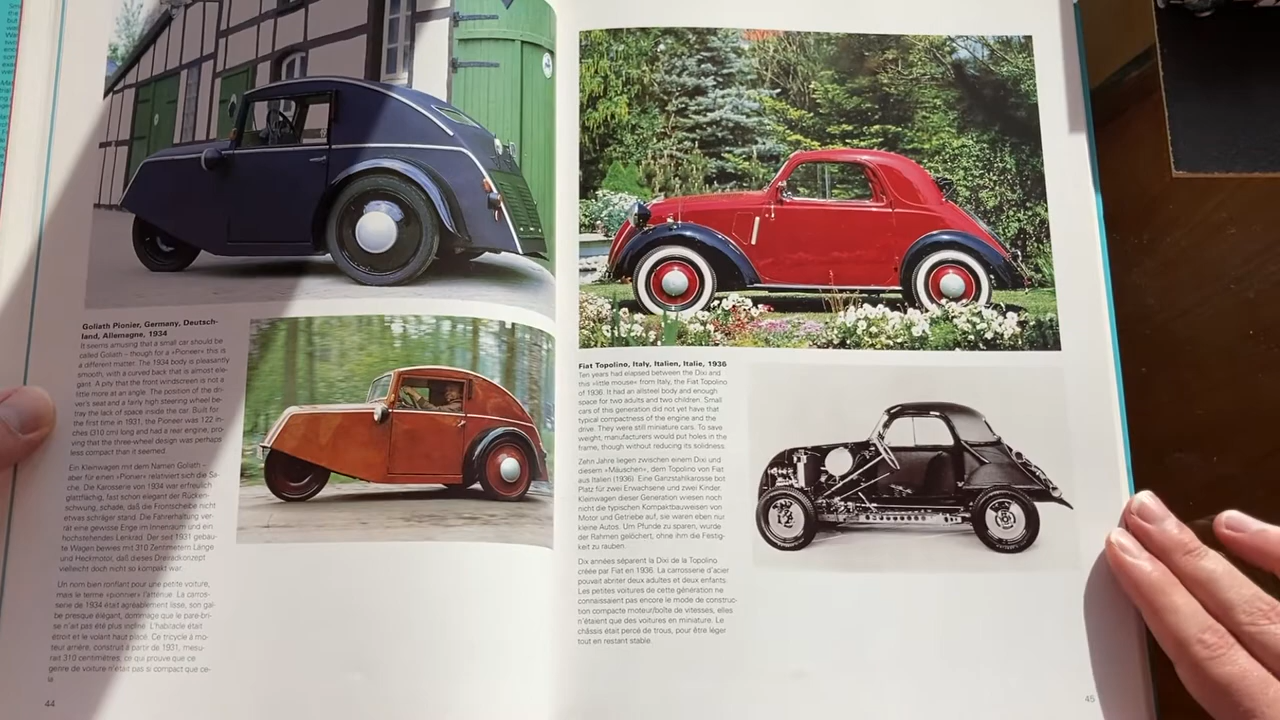 Goliath Pionier, Germany, Deutsch-
land, Allemagne, 1934
It seems amusing that a small car should be
called Goliath – though for a »Pioneer« this is
a different matter. The 1934 body is pleasantly
smooth, with a curved back that is almost ele-
gant. A pity that the front windscreen is not a
little more at an angle. The position of the dri-
ver's seat and a fairly high steering wheel be-
tray the lack of space inside the car. Built for
the first time in 1931, the Pioneer was 122 in-
ches (310 cm) long and had a rear engine, pro-
ving that the three-wheel design was perhaps
less compact than it seemed.
Ein Kleinwagen mit dem Namen Goliath –
aber für einen »Pionier« relativiert sich die Sa-
che. Die Karosserie von 1934 war erfreulich
glattflächig, fast schon elegant der Rücken-
schwung, schade, daß die Frontscheibe nicht
etwas schräger stand. Die Fahrerhaltung ver-
rät eine gewisse Enge im Innenraum und ein
hochstehendes Lenkrad. Der seit 1931 gebau-
te Wagen bewies mit 310 Zentimetern Länge
und Heckmotor, daß dieses Dreiradkonzept
vielleicht doch nicht so kompakt war.
Un nom bien ronflant pour une petite voiture,
mais le terme »pionnier« l'atténue. La carros-
serie de 1934 était agréablement lisse, son gal-
be presque élégant, dommage que le pare-bri-
se n'ait pas été plus incliné. L'habitacle était
étroit et le volant haut placé. Ce tricycle à mo-
teur arrière, construit à partir de 1931, mesu-
rait 310 centimètres, ce qui prouve que ce
genre de voiture n'était pas si compact que ce-
la.
44
Fiat Topolino, Italy, Italien, Italie, 1936
Ten years had elapsed between the Dixi and
this »little mouse« from Italy, the Fiat Topolino
of 1936. It had an allsteel body and enough
space for two adults and two children. Small
cars of this generation did not yet have that
typical compactness of the engine and the
drive. They were still miniature cars. To save
weight, manufacturers would put holes in the
frame, though without reducing its solidness.
Zehn Jahre liegen zwischen einem Dixi und
diesem »Mäuschen«, dem Topolino von Fiat
aus Italien (1936). Eine Ganzstahlkarosse bot
Platz für zwei Erwachsene und zwei Kinder.
Kleinwagen dieser Generation wiesen noch
nicht die typischen Kompaktbauweisen von
Motor und Getriebe auf, sie waren eben nur
kleine Autos. Um Pfunde zu sparen, wurde
der Rahmen gelöchert, ohne ihm die Festig-
keit zu rauben.
Dix années séparent la Dixi de la Topolino
créée par Fiat en 1936. La carrosserie d'acier
pouvait abriter deux adultes et deux enfants.
Les petites voitures de cette génération ne
connaissaient pas encore le mode de construc-
tion compacte moteur/boîte de vitesses, elles
n'étaient que des voitures en miniature. Le
châssis était percé de trous, pour être léger
tout en restant stable.
45